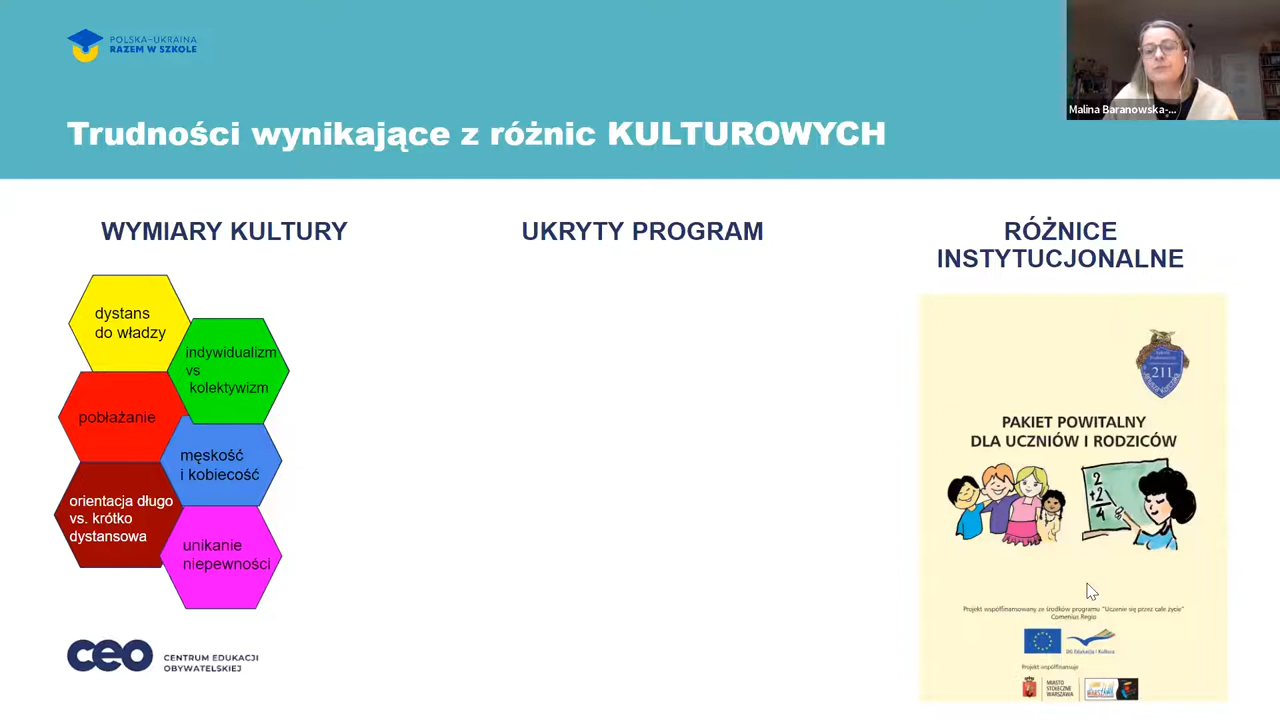 POLSKA-UKRAINA
RAZEM W SZKOLE
Malina Baranowska-...
Trudności wynikające z różnic KULTUROWYCH
WYMIARY KULTURY
dystans
do władzy
indywidualizm
vs
kolektywizm
pobłażanie
męskość
i kobiecość
orientacja długo
vs. krótko
dystansowa
unikanie
niepewności
UKRYTY PROGRAM
RÓŻNICE
INSTYTUCJONALNE
211
PAKIET POWITALNY
DLA UCZNIÓW I RODZICÓW
2
+2
4
Projekt współfinansowany ze środków programu "Uczenie się przez całe życie"
Comenius Regio
DG Edukacja i Kultura
Projekt współfinansuje
MIASTO
STOŁECZNE
WARSZAWA
ceo
CENTRUM EDUKACJI
OBYWATELSKIEJ